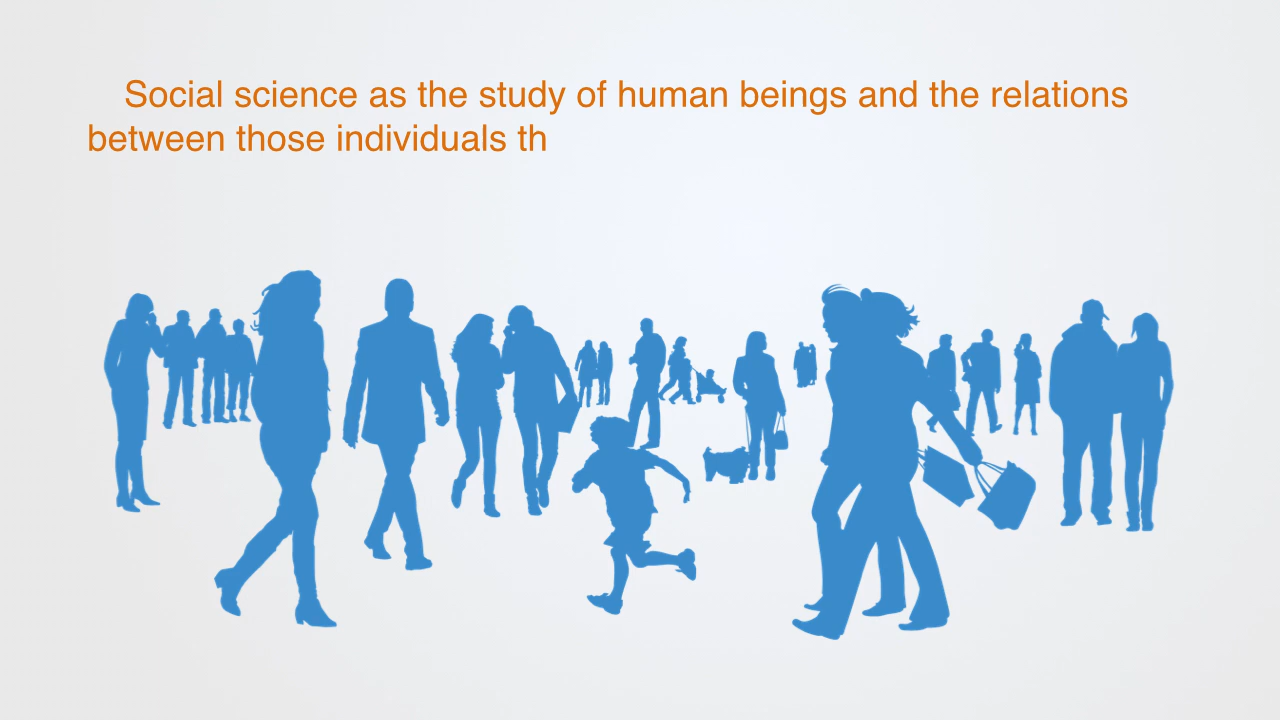 Social science as the study of human beings and the relations
between those individuals th